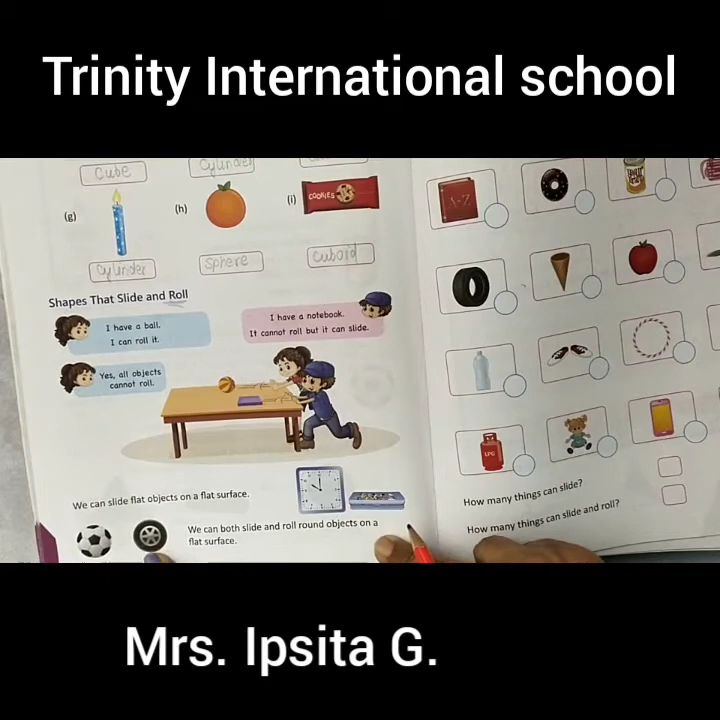 Trinity International school
Cube
Cylinder
(g)
(h)
(i)
COOKIES
A-Z
Cylinder
Sphere
Cuboid
Shapes That Slide and Roll
I have a ball.
I can roll it.
I have a notebook.
It cannot roll but it can slide.
Yes, all objects
cannot roll.
LPG
We can slide flat objects on a flat surface.
We can both slide and roll round objects on a
flat surface.
How many things can slide?
How many things can slide and roll?
Mrs. Ipsita G.